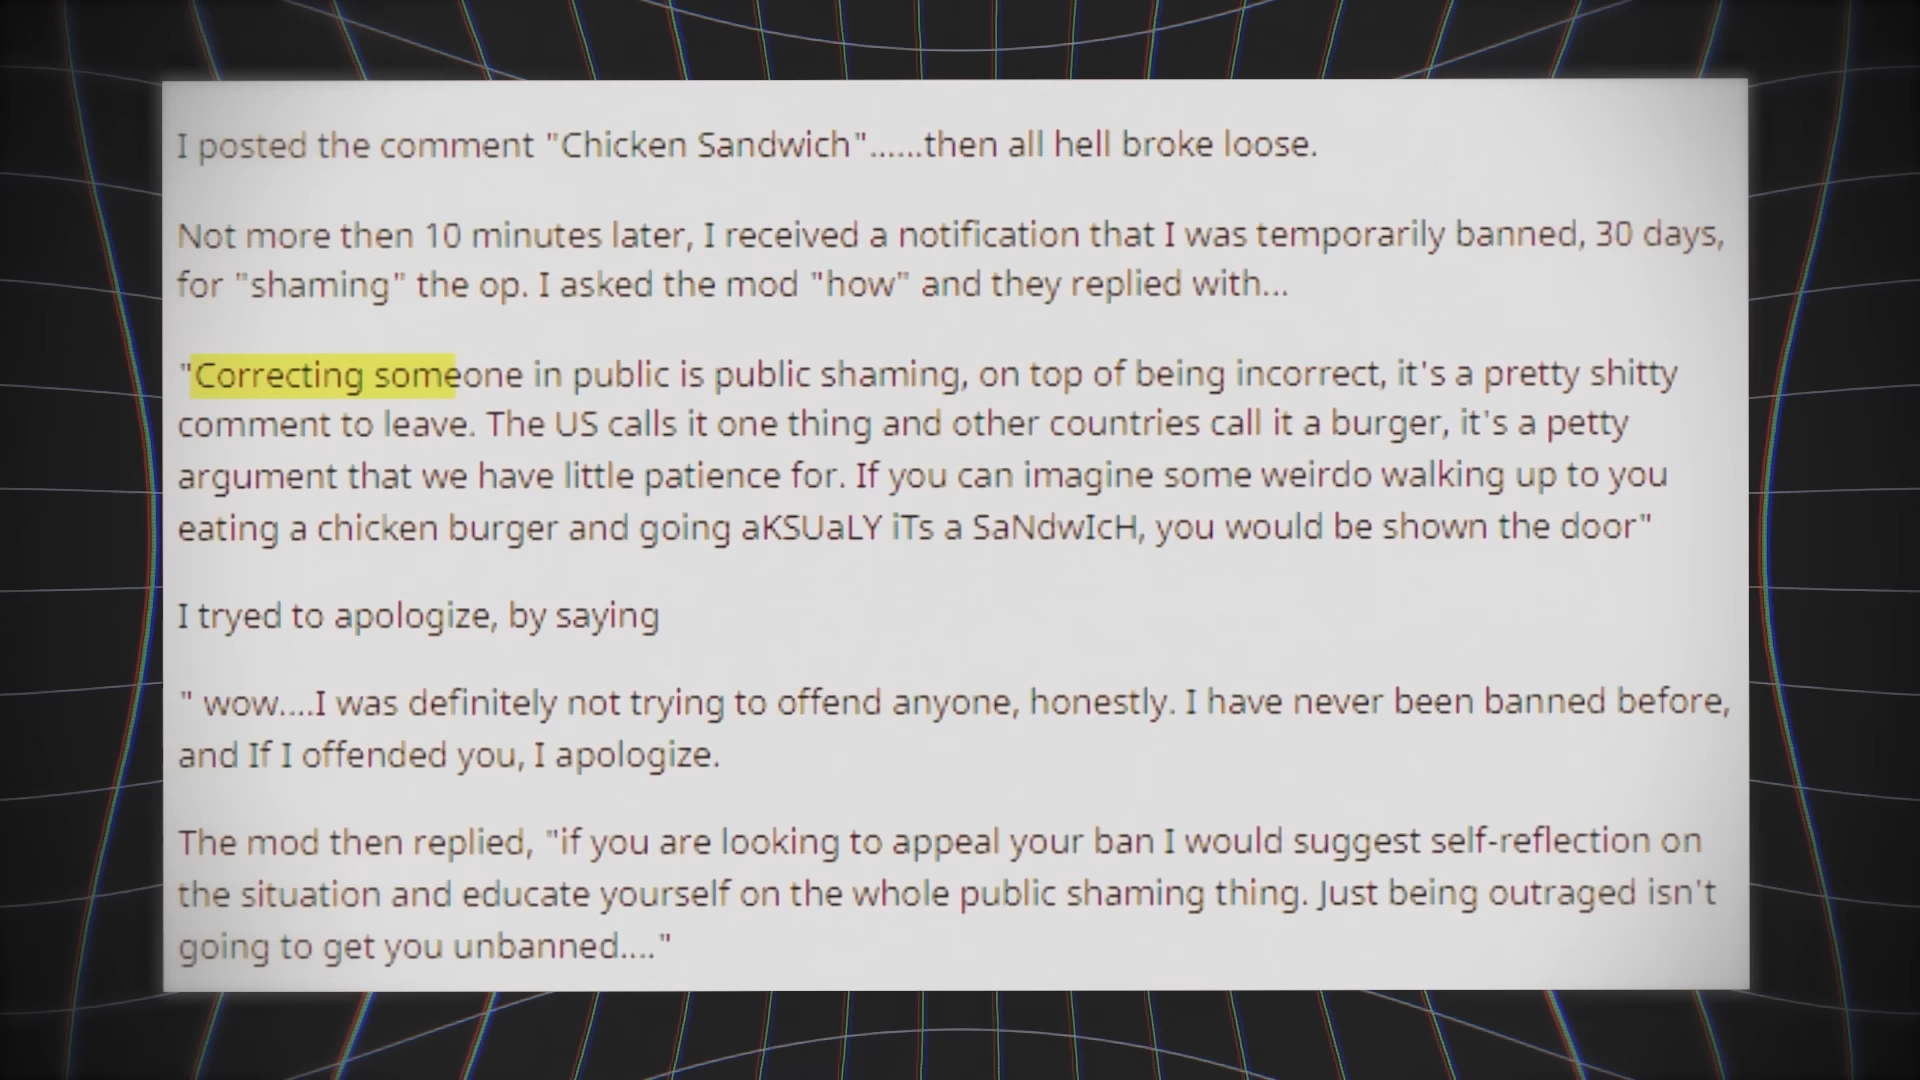 I posted the comment "Chicken Sandwich"......then all hell broke loose.
Not more then 10 minutes later, I received a notification that I was temporarily banned, 30 days,
for "shaming" the op. I asked the mod "how" and they replied with...
"Correcting someone in public is public shaming, on top of being incorrect, it's a pretty shitty
comment to leave. The US calls it one thing and other countries call it a burger, it's a petty
argument that we have little patience for. If you can imagine some weirdo walking up to you
eating a chicken burger and going aKSUaLY iTs a SaNdwIcH, you would be shown the door"
I tryed to apologize, by saying
" wow....I was definitely not trying to offend anyone, honestly. I have never been banned before,
and If I offended you, I apologize.
The mod then replied, "if you are looking to appeal your ban I would suggest self-reflection on
the situation and educate yourself on the whole public shaming thing. Just being outraged isn't
going to get you unbanned...."